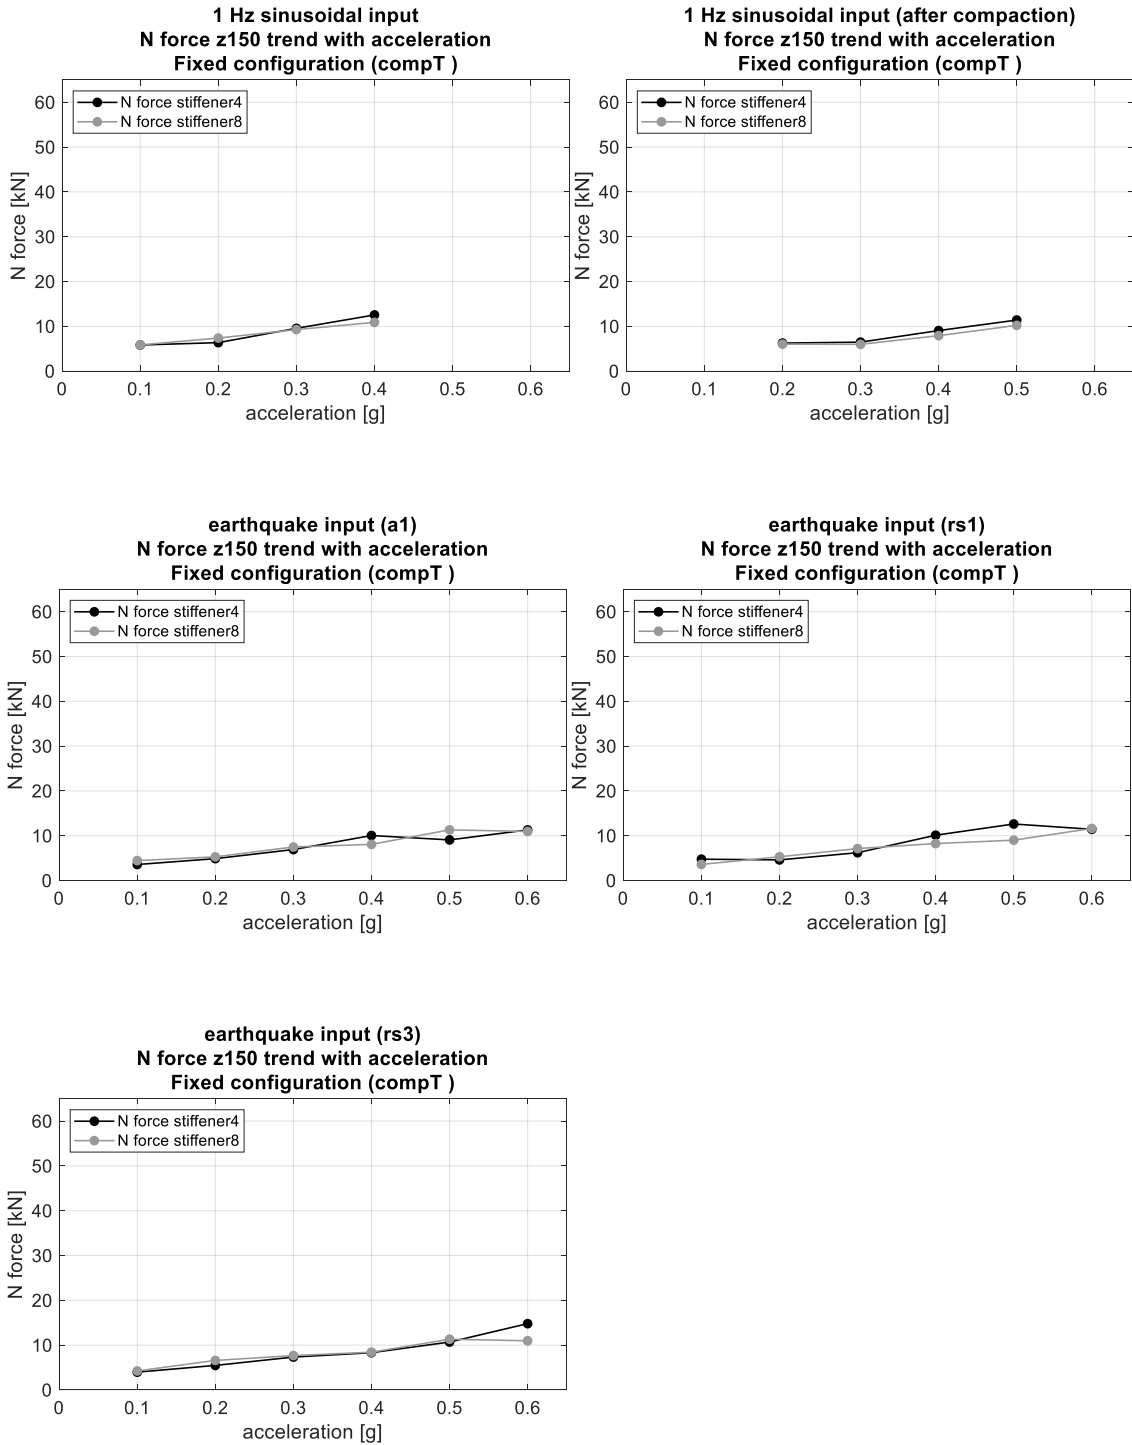 1 Hz sinusoidal input
N force z150 trend with acceleration
Fixed configuration (compT )
N force stiffener4
N force stiffener8
60
50
40
30
20
10
0
N force [kN]
0 0.1 0.2 0.3 0.4 0.5 0.6
acceleration [g]
1 Hz sinusoidal input (after compaction)
N force z150 trend with acceleration
Fixed configuration (compT )
N force stiffener4
N force stiffener8
60
50
40
30
20
10
0
N force [kN]
0 0.1 0.2 0.3 0.4 0.5 0.6
acceleration [g]
earthquake input (a1)
N force z150 trend with acceleration
Fixed configuration (compT )
N force stiffener4
N force stiffener8
60
50
40
30
20
10
0
N force [kN]
0 0.1 0.2 0.3 0.4 0.5 0.6
acceleration [g]
earthquake input (rs1)
N force z150 trend with acceleration
Fixed configuration (compT )
N force stiffener4
N force stiffener8
60
50
40
30
20
10
0
N force [kN]
0 0.1 0.2 0.3 0.4 0.5 0.6
acceleration [g]
earthquake input (rs3)
N force z150 trend with acceleration
Fixed configuration (compT )
N force stiffener4
N force stiffener8
60
50
40
30
20
10
0
N force [kN]
0 0.1 0.2 0.3 0.4 0.5 0.6
acceleration [g]